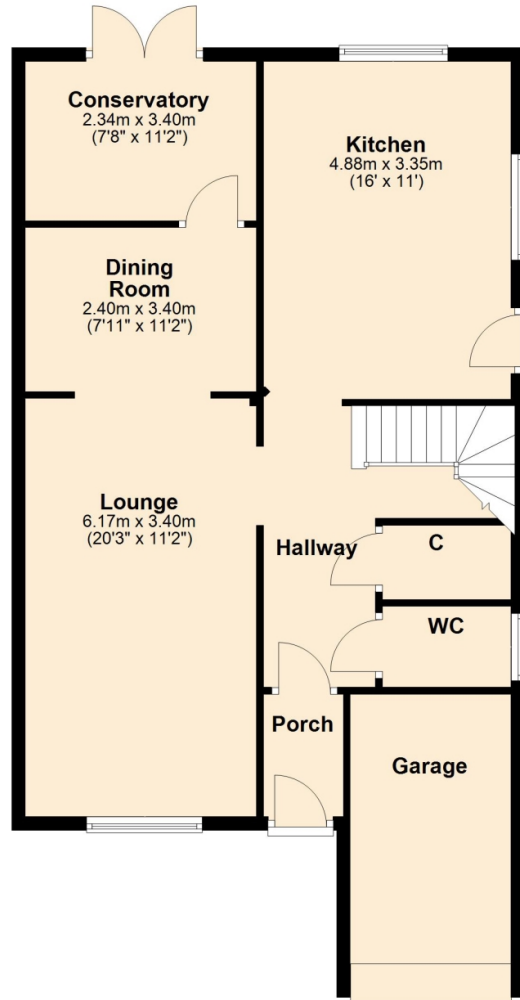 Conservatory
2.34m x 3.40m
(7'8" x 11'2")
Kitchen
4.88m x 3.35m
(16' x 11')
Dining
Room
2.40m x 3.40m
(7'11" x 11'2")
Lounge
6.17m x 3.40m
(20'3" x 11'2")
Hallway
C
WC
Porch
Garage